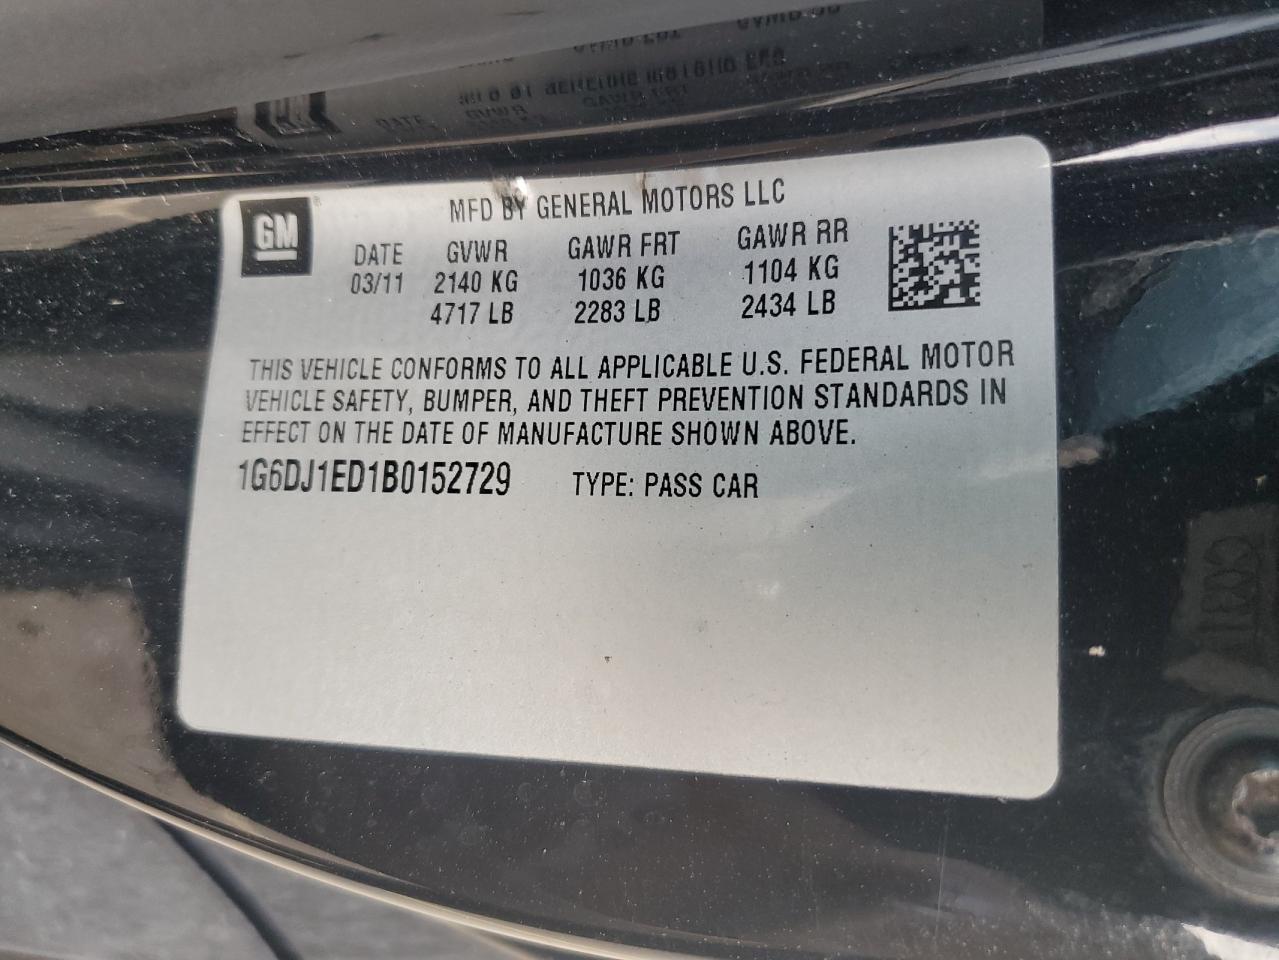 GM
MFD BY GENERAL MOTORS LLC
DATE GVWR GAWR FRT GAWR RR
03/11 2140 KG 1036 KG 1104 KG
4717 LB 2283 LB 2434 LB
THIS VEHICLE CONFORMS TO ALL APPLICABLE U.S. FEDERAL MOTOR
VEHICLE SAFETY, BUMPER, AND THEFT PREVENTION STANDARDS IN
EFFECT ON THE DATE OF MANUFACTURE SHOWN ABOVE.
1G6DJ1ED1B0152729 TYPE: PASS CAR